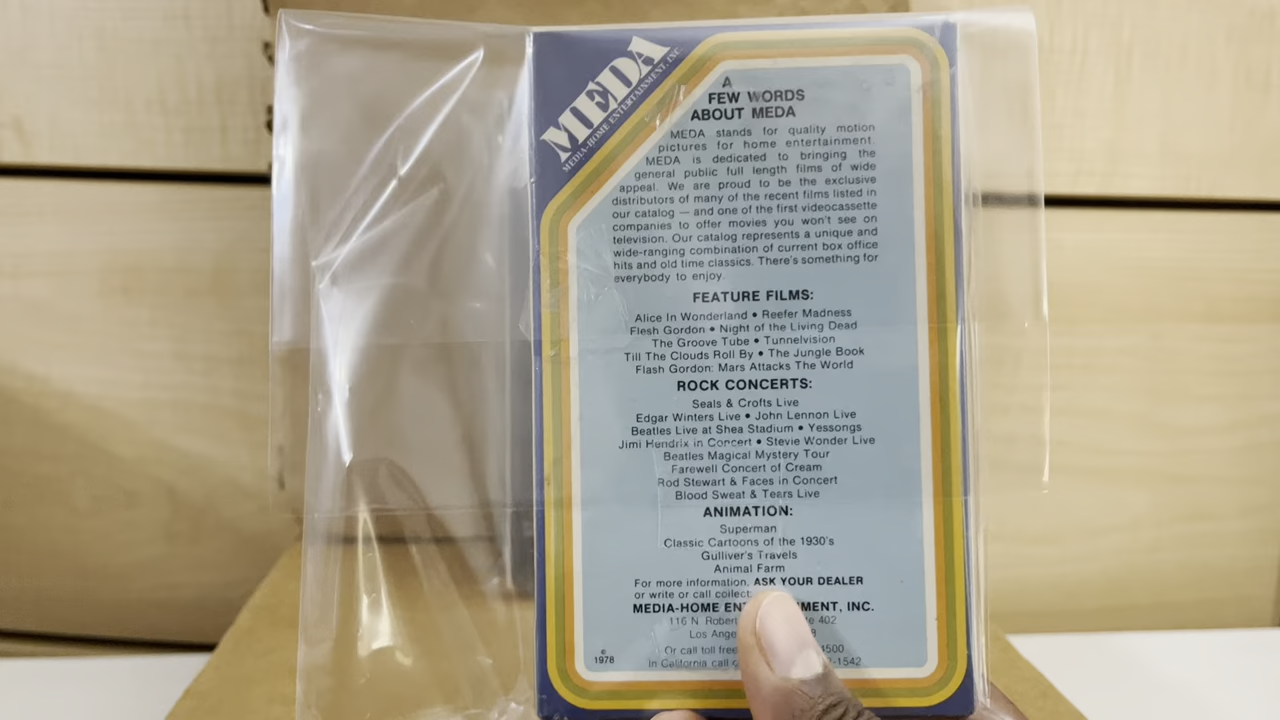 MEDA
MEDIA-HOME ENTERTAINMENT, INC.
A
FEW WORDS
ABOUT MEDA
MEDA stands for quality motion
pictures for home entertainment.
MEDA is dedicated to bringing the
general public full length films of wide
appeal. We are proud to be the exclusive
distributors of many of the recent films listed in
our catalog — and one of the first videocassette
companies to offer movies you won't see on
television. Our catalog represents a unique and
wide-ranging combination of current box office
hits and old time classics. There's something for
everybody to enjoy.
FEATURE FILMS:
Alice In Wonderland • Reefer Madness
Flesh Gordon • Night of the Living Dead
The Groove Tube • Tunnelvision
Till The Clouds Roll By • The Jungle Book
Flash Gordon: Mars Attacks The World
ROCK CONCERTS:
Seals & Crofts Live
Edgar Winters Live • John Lennon Live
Beatles Live at Shea Stadium • Yessongs
Jimi Hendrix in Concert • Stevie Wonder Live
Beatles Magical Mystery Tour
Farewell Concert of Cream
Rod Stewart & Faces in Concert
Blood Sweat & Tears Live
ANIMATION:
Superman
Classic Cartoons of the 1930's
Gulliver's Travels
Animal Farm
For more information, ASK YOUR DEALER
or write or call collect:
MEDIA-HOME INC.
116 N. 402
Los
Or call toll free
In California call
© 1978